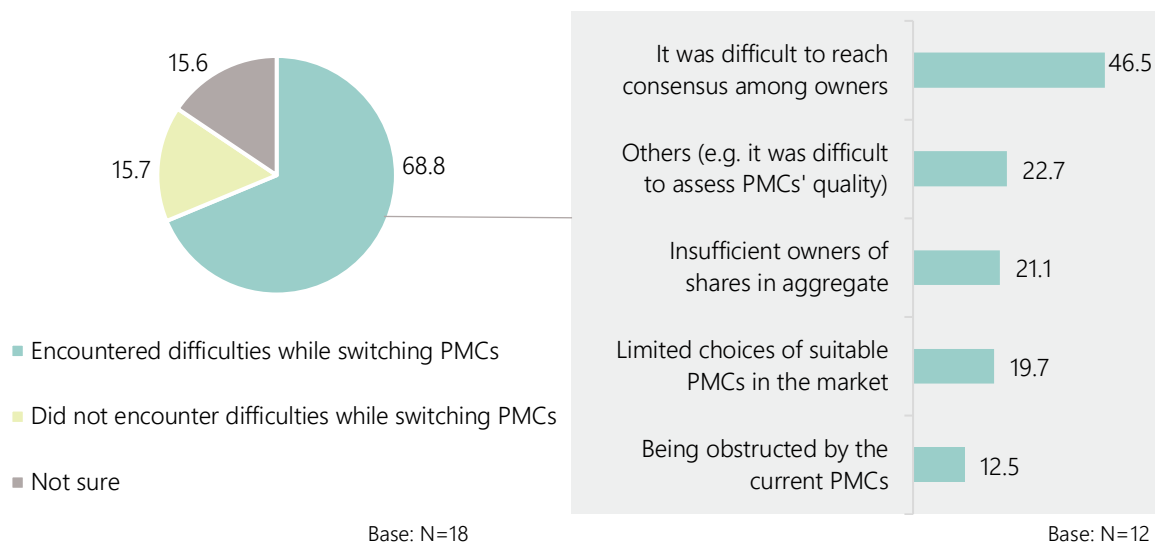 15.6
15.7
68.8
Encountered difficulties while switching PMCs
Did not encounter difficulties while switching PMCs
Not sure
Base: N=18
It was difficult to reach
consensus among owners
46.5
Others (e.g. it was difficult
to assess PMCs' quality)
22.7
Insufficient owners of
shares in aggregate
21.1
Limited choices of suitable
PMCs in the market
19.7
Being obstructed by the
current PMCs
12.5
Base: N=12